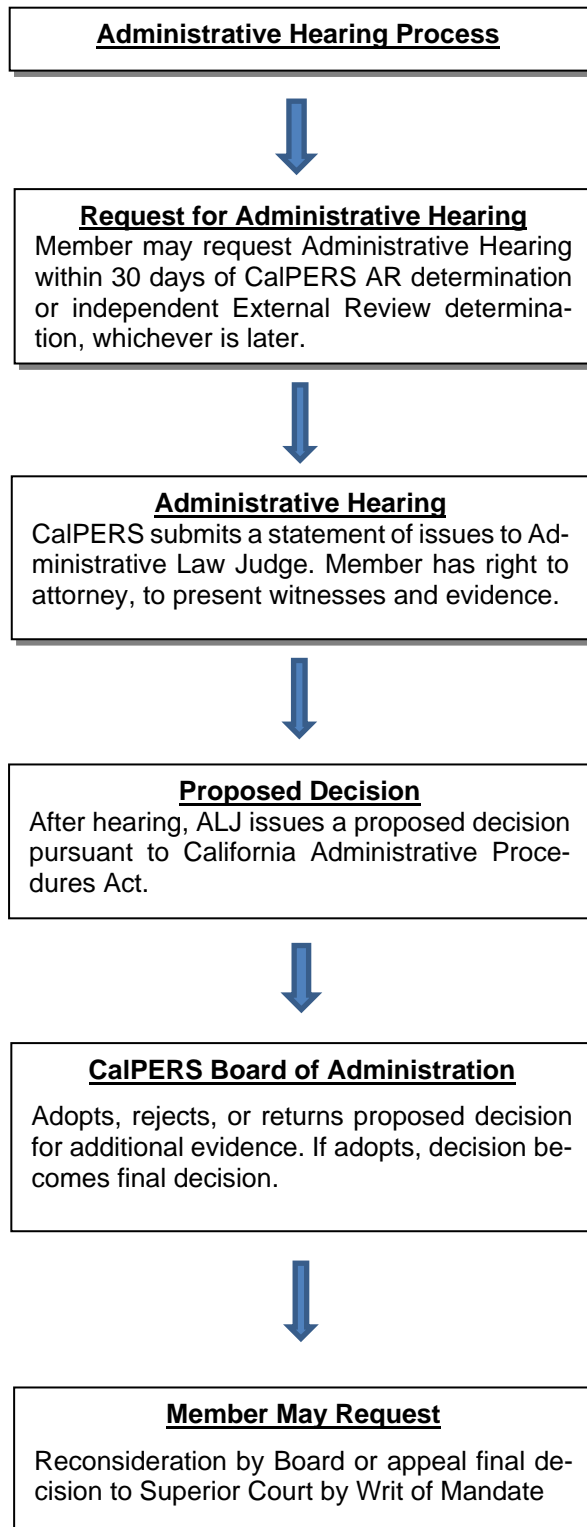 Administrative Hearing Process
Request for Administrative Hearing
Member may request Administrative Hearing
within 30 days of CalPERS AR determination
or independent External Review determina-
tion, whichever is later.
Administrative Hearing
CalPERS submits a statement of issues to Ad-
ministrative Law Judge. Member has right to
attorney, to present witnesses and evidence.
Proposed Decision
After hearing, ALJ issues a proposed decision
pursuant to California Administrative Proce-
dures Act.
CalPERS Board of Administration
Adopts, rejects, or returns proposed decision
for additional evidence. If adopts, decision be-
comes final decision.
Member May Request
Reconsideration by Board or appeal final de-
cision to Superior Court by Writ of Mandate